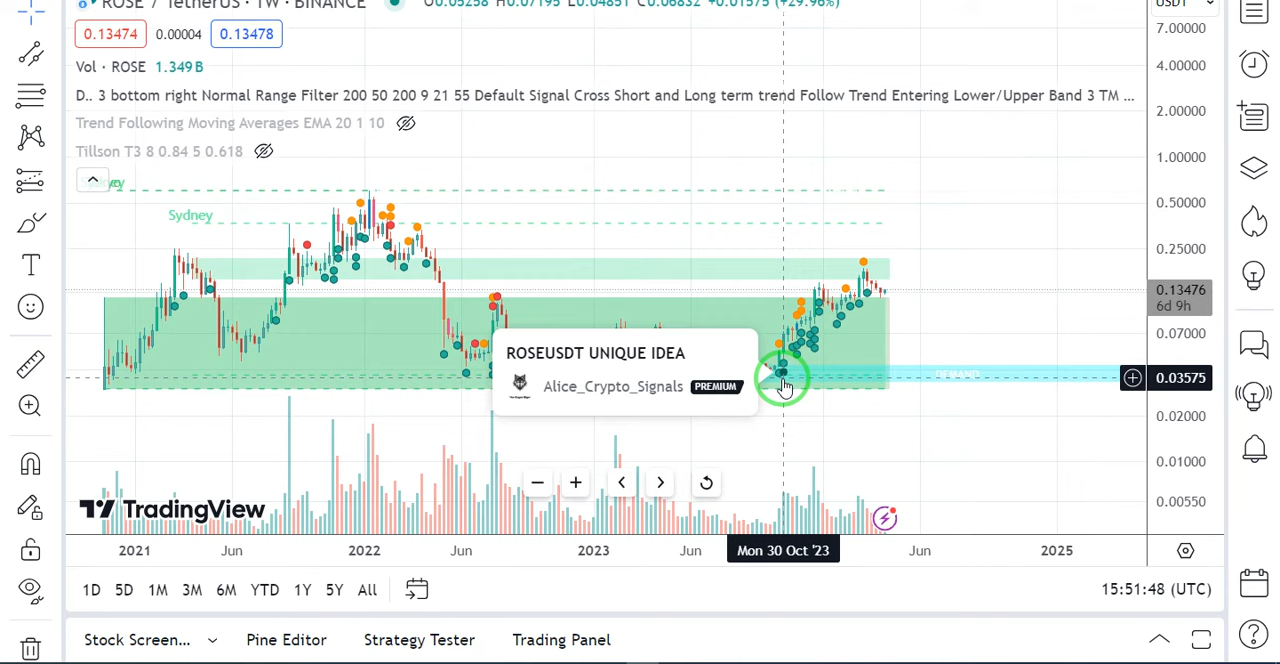 ROSE / TetherUS · 1W · BINANCE O0.05258 H0.07195 L0.04851 C0.06832 +0.01575 (+29.96%) USDT
0.13474 0.00004 0.13478
7.00000
Vol · ROSE 1.349 B
4.00000
D.. 3 bottom right Normal Range Filter 200 50 200 9 21 55 Default Signal Cross Short and Long term trend Follow Trend Entering Lower/Upper Band 3 TM ...
2.00000
Trend Following Moving Averages EMA 20 1 10
Tillson T3 8 0.84 5 0.618
1.00000
0.50000
Sydney
0.25000
0.13476
6d 9h
0.07000
ROSEUSDT UNIQUE IDEA
Alice_Crypto_Signals PREMIUM
DEMAND
0.03575
0.02000
0.01000
0.00550
TradingView
2021 Jun 2022 Jun 2023 Jun Mon 30 Oct '23 Jun 2025
1D 5D 1M 3M 6M YTD 1Y 5Y All 15:51:48 (UTC)
Stock Screen... Pine Editor Strategy Tester Trading Panel